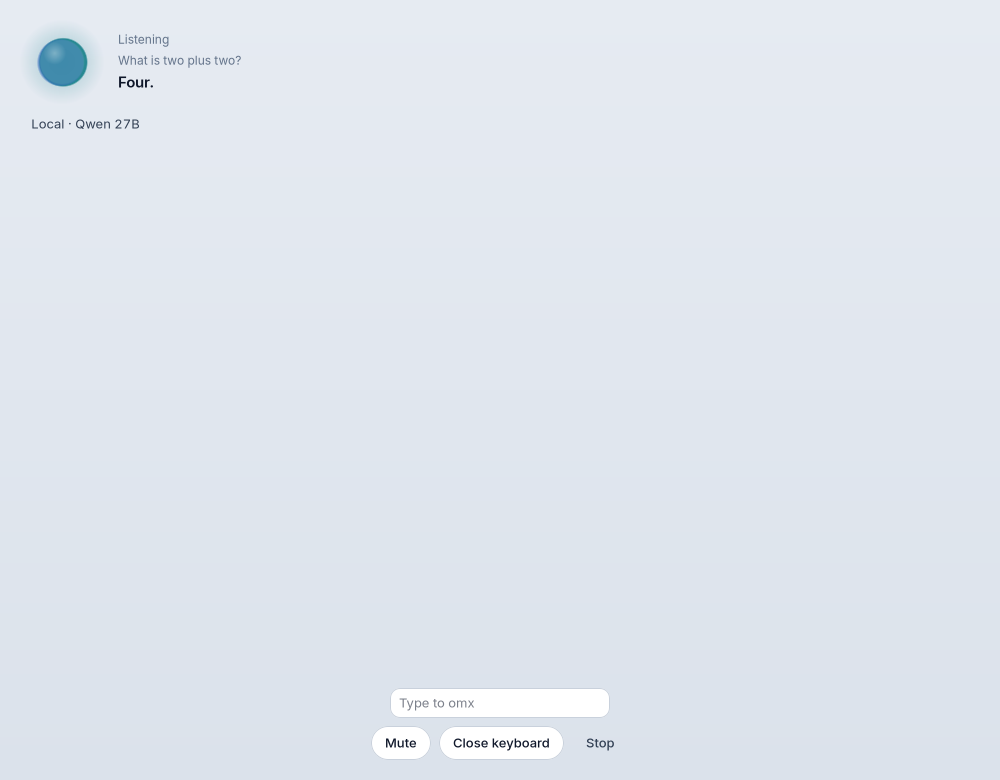 Listening
What is two plus two?
Four.
Local · Qwen 27B
Type to omx
Mute
Close keyboard
Stop